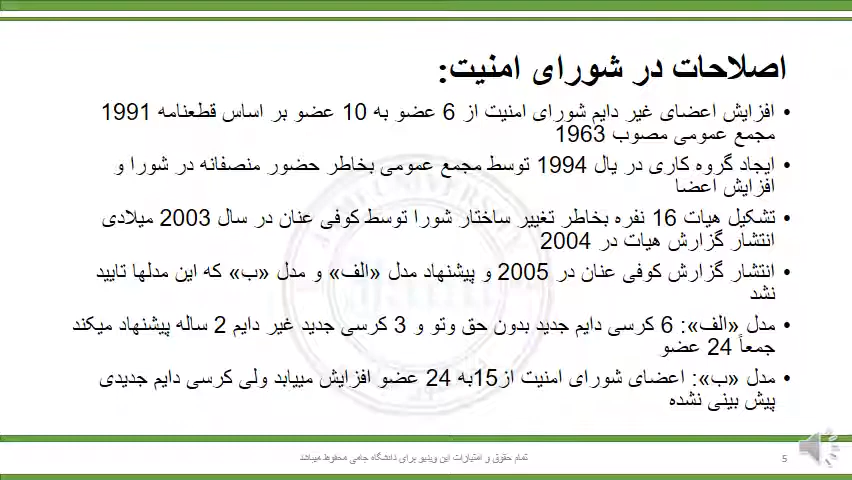 اصلاحات در شورای امنیت:
• افزایش اعضای غیر دایم شورای امنیت از 6 عضو به 10 عضو بر اساس قطعنامه 1991
مجمع عمومی مصوب 1963
• ایجاد گروه کاری در یال 1994 توسط مجمع عمومی بخاطر حضور منصفانه در شورا و
افزایش اعضا
• تشکیل هیات 16 نفره بخاطر تغییر ساختار شورا توسط کوفی عنان در سال 2003 میلادی
انتشار گزارش هیات در 2004
• انتشار گزارش کوفی عنان در 2005 و پیشنهاد مدل «الف» و مدل «ب» که این مدلها تایید
نشد
• مدل «الف»: 6 کرسی دایم جدید بدون حق وتو و 3 کرسی جدید غیر دایم 2 ساله پیشنهاد میکند
جمعاً 24 عضو
• مدل «ب»: اعضای شورای امنیت از15به 24 عضو افزایش مییابد ولی کرسی دایم جدیدی
پیش بینی نشده
تمام حقوق و امتیازات این ویدیو برای دانشگاه جامی محفوظ میباشد
5